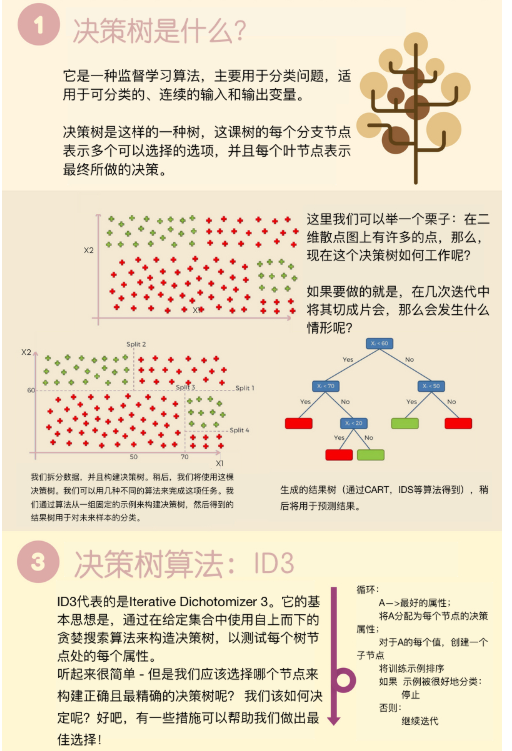 1 决策树是什么？
它是一种监督学习算法，主要用于分类问题，适
用于可分类的、连续的输入和输出变量。
决策树是这样的一种树，这课树的每个分支节点
表示多个可以选择的选项，并且每个叶节点表示
最终所做的决策。
X2
X1
这里我们可以举一个栗子：在二
维散点图上有许多的点，那么，
现在这个决策树如何工作呢？
如果要做的就是，在几次迭代中
将其切成片会，那么会发生什么
情形呢？
X2
Split 2
60
Split 3
Split 1
Split 4
50
70
X1
X₂ < 60
Yes
No
X₁ < 70
X₁ < 50
Yes
No
Yes
No
X₂ < 20
Yes
No
我们拆分数据，并且构建决策树。稍后，我们将使用这棵
决策树。我们可以用几种不同的算法来完成这项任务。我
们通过算法从一组固定的示例来构建决策树，然后得到的
结果树用于对未来样本的分类。
生成的结果树（通过CART，IDS等算法得到），稍
后将用于预测结果。
3 决策树算法：ID3
ID3代表的是Iterative Dichotomizer 3。它的基
本思想是，通过在给定集合中使用自上而下的
贪婪搜索算法来构造决策树，以测试每个树节
点处的每个属性。
听起来很简单 - 但是我们应该选择哪个节点来
构建正确且最精确的决策树呢？ 我们该如何决
定呢？好吧，有一些措施可以帮助我们做出最
佳选择！
循环：
A—>最好的属性；
将A分配为每个节点的决策
属性；
对于A的每个值，创建一个
子节点
将训练示例排序
如果 示例被很好地分类：
停止
否则：
继续迭代